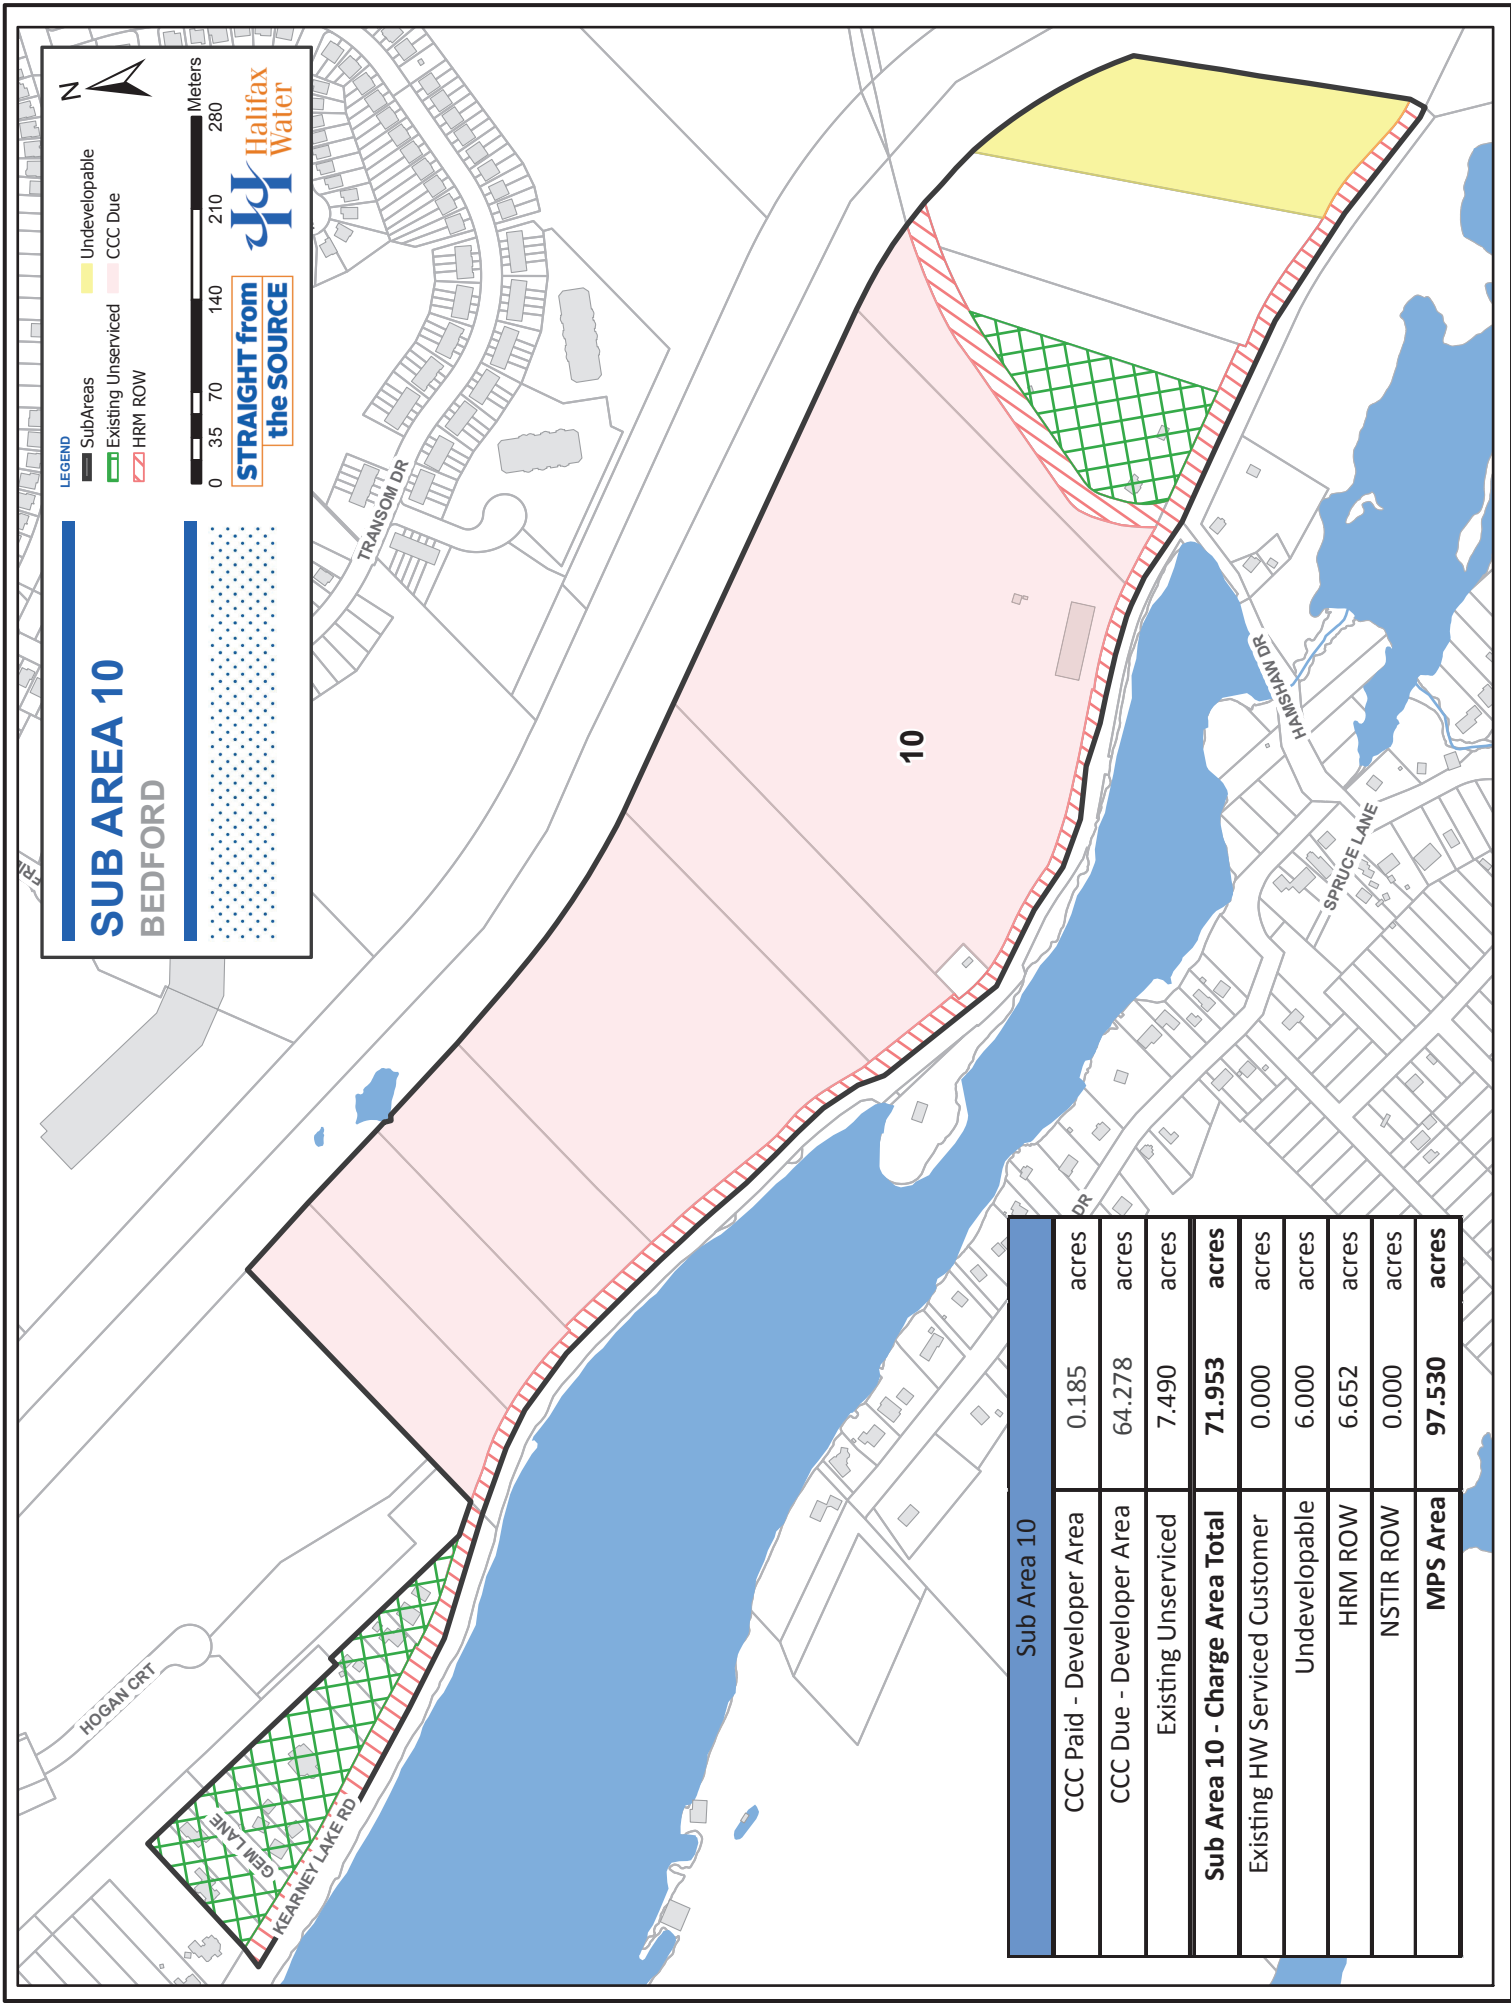 SUB AREA 10
BEDFORD
LEGEND
SubAreas
Existing Unserviced
HRM ROW
Undevelopable
CCC Due
N
0 35 70 140 210 280
Meters
STRAIGHT from
the SOURCE
Halifax
Water
TRANSOM DR
10
HAMSHAW DR
SPRUCE LANE
DR
HOGAN CRT
GEM LANE
KEARNEY LAKE RD
Sub Area 10
CCC Paid - Developer Area 0.185 acres
CCC Due - Developer Area 64.278 acres
Existing Unserviced 7.490 acres
Sub Area 10 - Charge Area Total 71.953 acres
Existing HW Serviced Customer 0.000 acres
Undevelopable 6.000 acres
HRM ROW 6.652 acres
NSTIR ROW 0.000 acres
MPS Area 97.530 acres